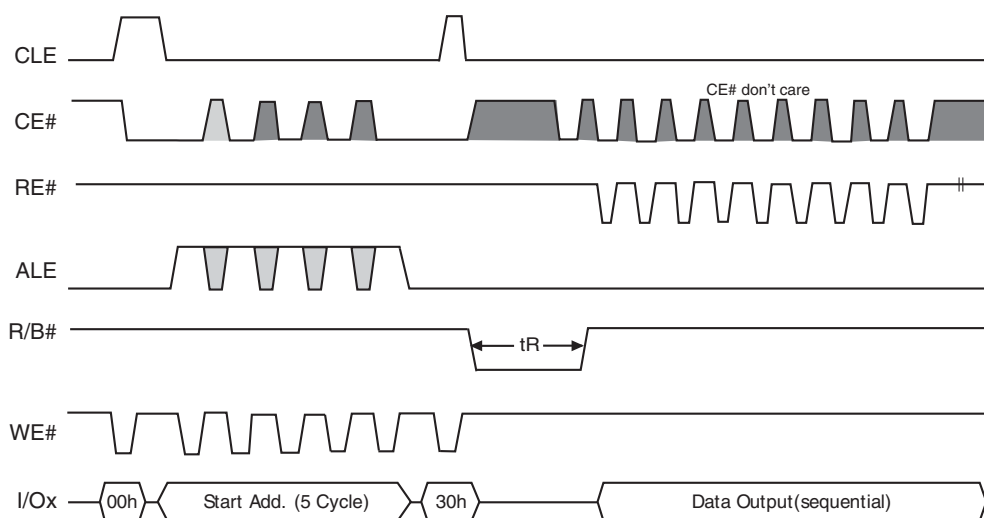 CLE
CE# don't care
CE#
RE#
ALE
R/B#
tR
WE#
I/Ox
00h
Start Add. (5 Cycle)
30h
Data Output(sequential)